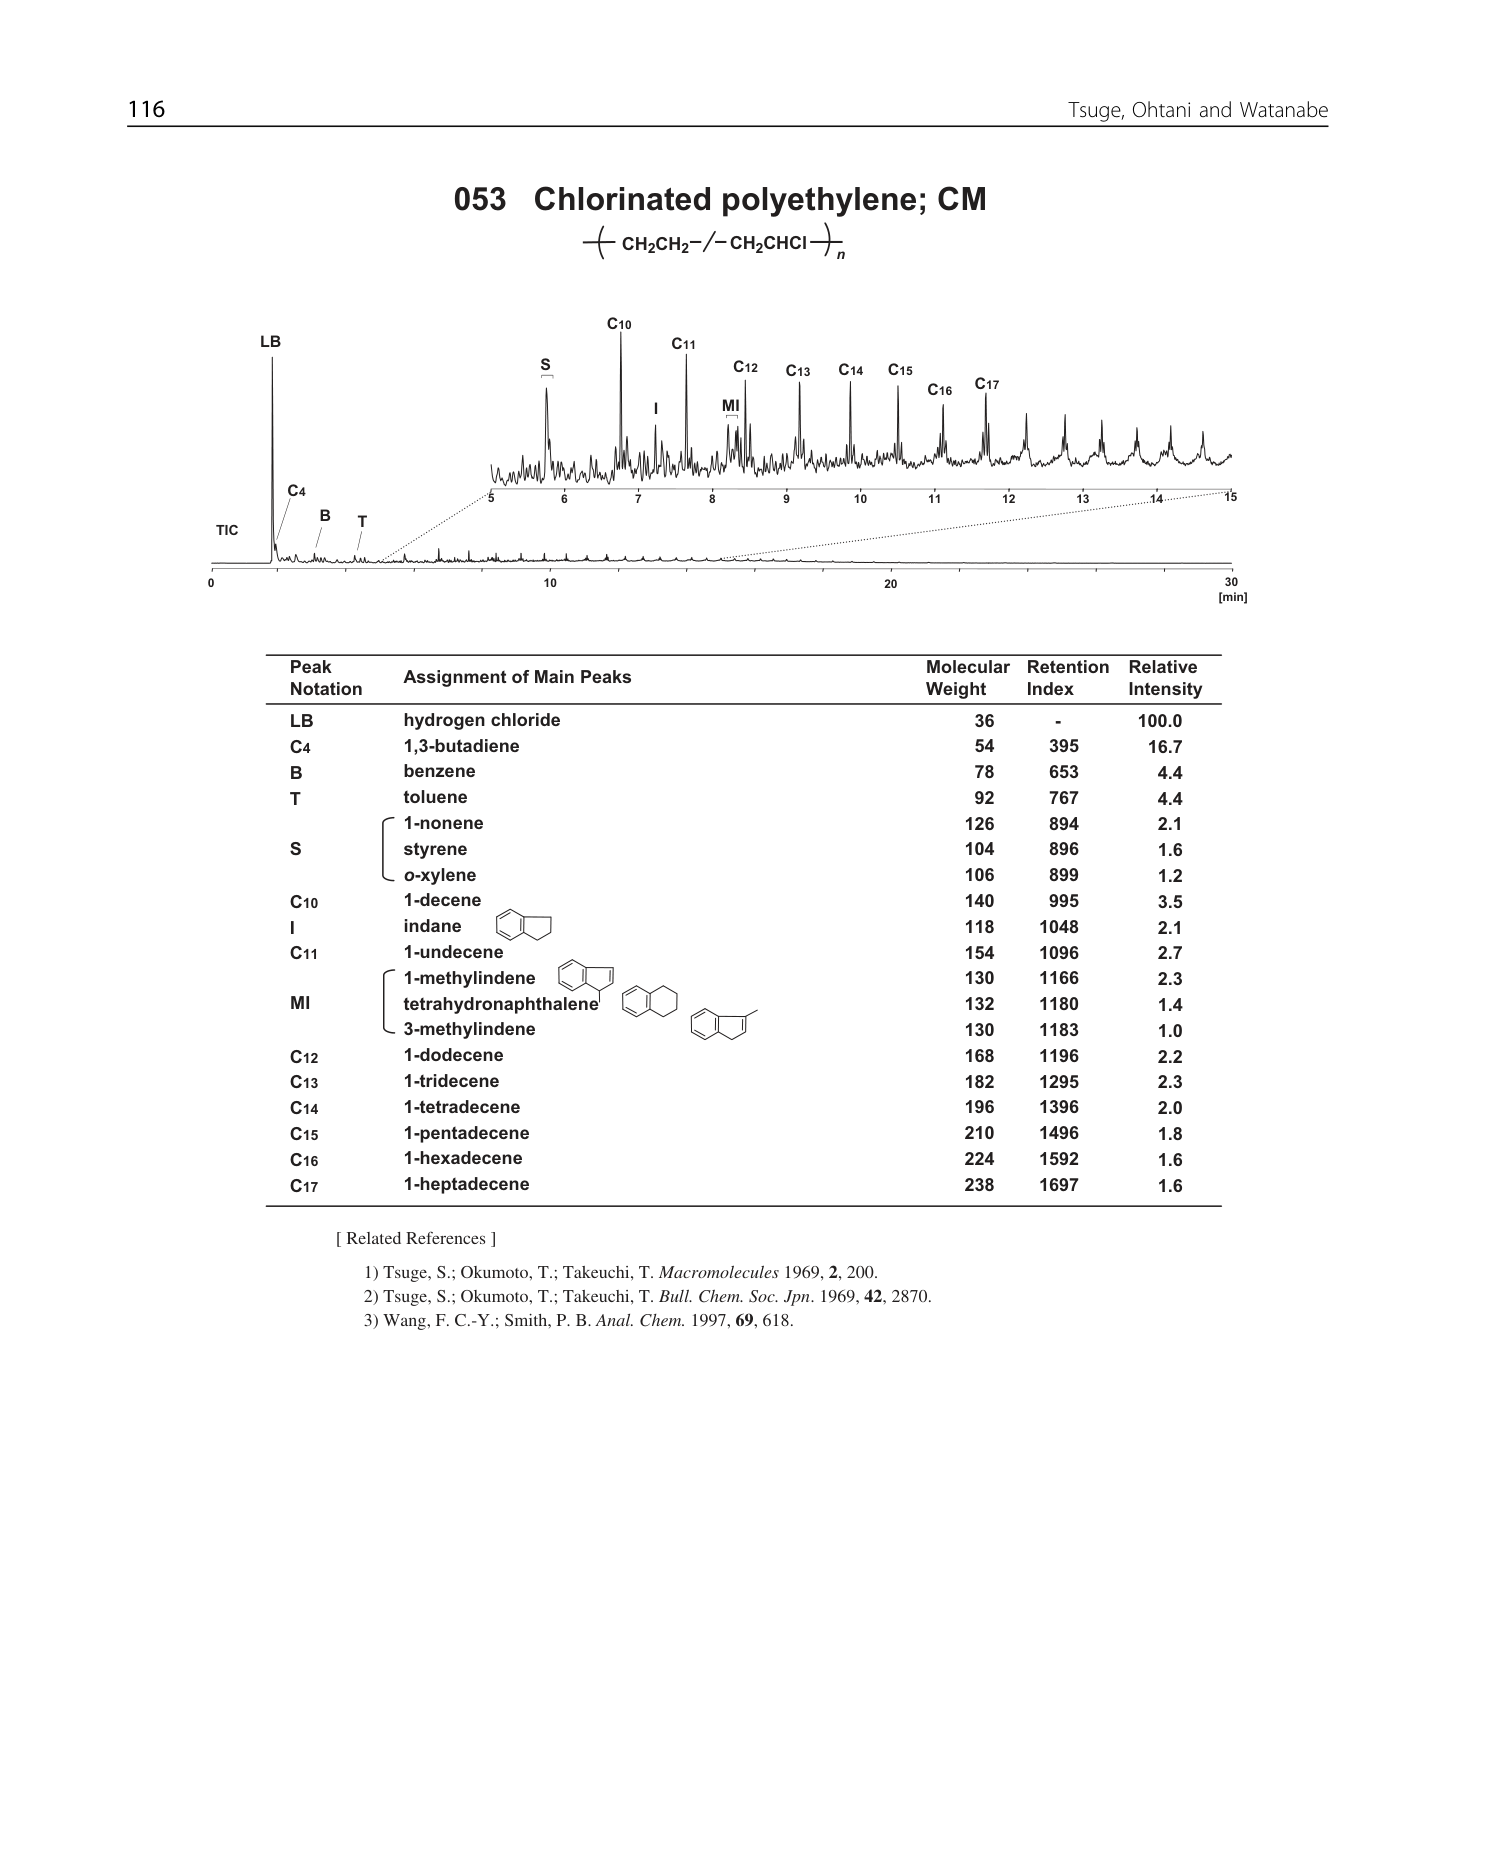 116 Tsuge, Ohtani and Watanabe
053 Chlorinated polyethylene; CM
CH2CH2 / CH2CHCl n
C10
LB C11
S C12 C13 C14 C15
I MI C16 C17
C4
5 6 7 8 9 10 11 12 13 14 15
B T
TIC
0 10 20 30
[min]
Peak Notation Assignment of Main Peaks Molecular Weight Retention Index Relative Intensity
LB hydrogen chloride 36 - 100.0
C4 1,3-butadiene 54 395 16.7
B benzene 78 653 4.4
T toluene 92 767 4.4
1-nonene 126 894 2.1
S styrene 104 896 1.6
o-xylene 106 899 1.2
C10 1-decene 140 995 3.5
I indane 118 1048 2.1
C11 1-undecene 154 1096 2.7
1-methylindene 130 1166 2.3
MI tetrahydronaphthalene 132 1180 1.4
3-methylindene 130 1183 1.0
C12 1-dodecene 168 1196 2.2
C13 1-tridecene 182 1295 2.3
C14 1-tetradecene 196 1396 2.0
C15 1-pentadecene 210 1496 1.8
C16 1-hexadecene 224 1592 1.6
C17 1-heptadecene 238 1697 1.6
[ Related References ]
1) Tsuge, S.; Okumoto, T.; Takeuchi, T. Macromolecules 1969, 2, 200.
2) Tsuge, S.; Okumoto, T.; Takeuchi, T. Bull. Chem. Soc. Jpn. 1969, 42, 2870.
3) Wang, F. C.-Y.; Smith, P. B. Anal. Chem. 1997, 69, 618.